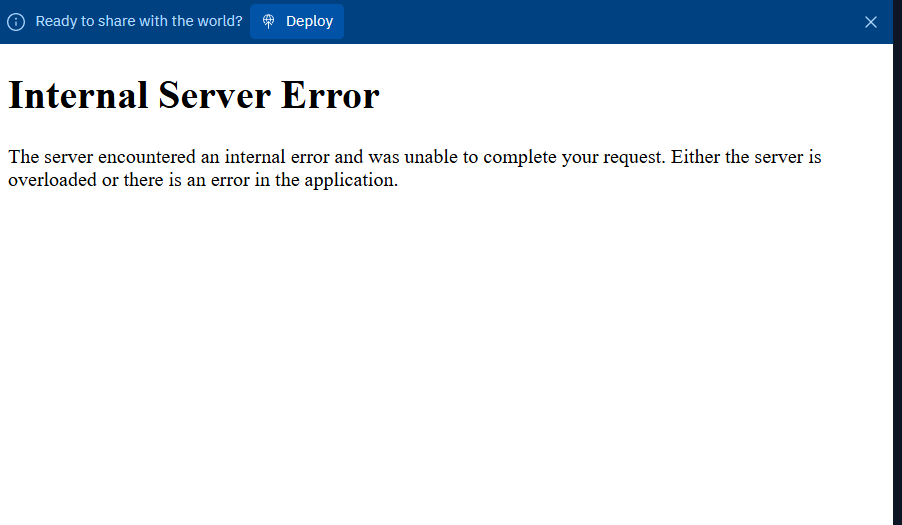 Ready to share with the world? Deploy
Internal Server Error
The server encountered an internal error and was unable to complete your request. Either the server is
overloaded or there is an error in the application.